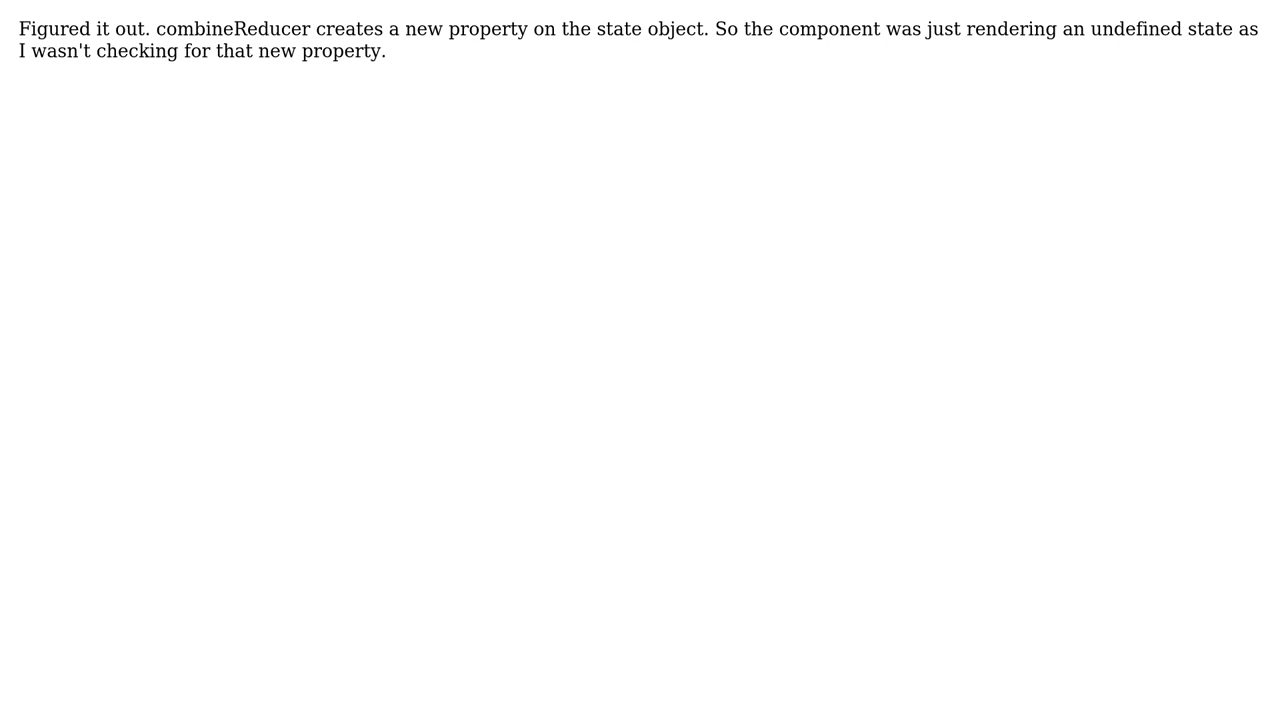 Figured it out. combineReducer creates a new property on the state object. So the component was just rendering an undefined state as
I wasn't checking for that new property.